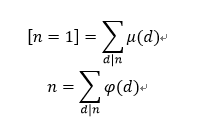 [n = 1] = ∑_{d|n} μ(d)↵
n = ∑_{d|n} φ(d)↵